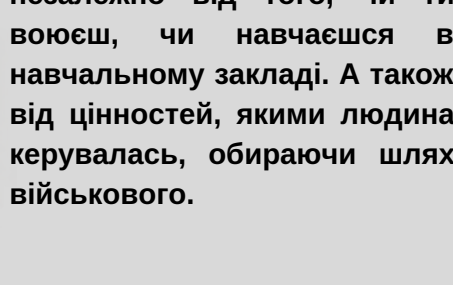 незалежно від того, чи ти
воюєш, чи навчаєшся в
навчальному закладі. А також
від цінностей, якими людина
керувалась, обираючи шлях
військового.